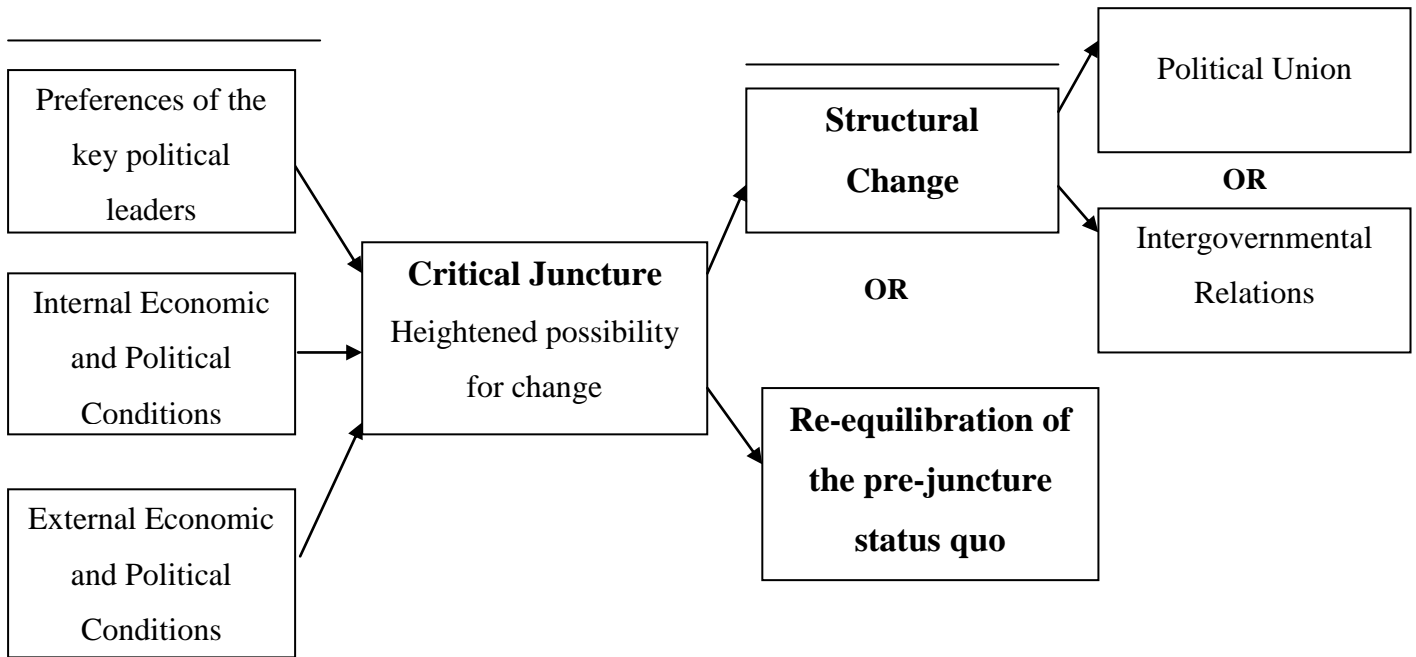 Preferences of the
key political
leaders
Internal Economic
and Political
Conditions
External Economic
and Political
Conditions
Critical Juncture
Heightened possibility
for change
Structural
Change
OR
Re-equilibration of
the pre-juncture
status quo
Political Union
OR
Intergovernmental
Relations